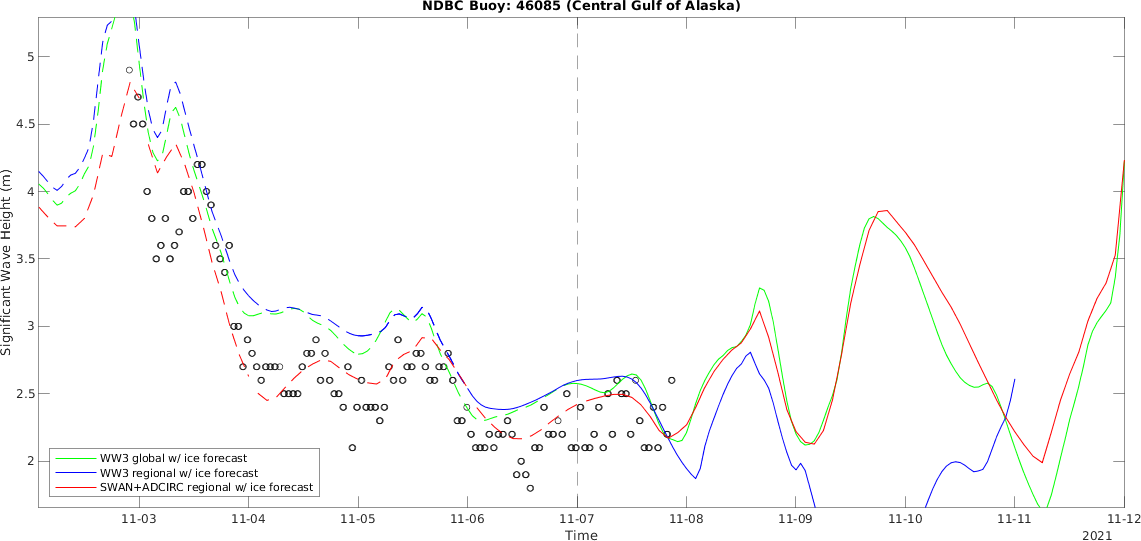 NDBC Buoy: 46085 (Central Gulf of Alaska)
5
4.5
4
3.5
3
2.5
2
Significant Wave Height (m)
WW3 global w/ ice forecast
WW3 regional w/ ice forecast
SWAN+ADCIRC regional w/ ice forecast
11-03 11-04 11-05 11-06 11-07 11-08 11-09 11-10 11-11 11-12
Time
2021